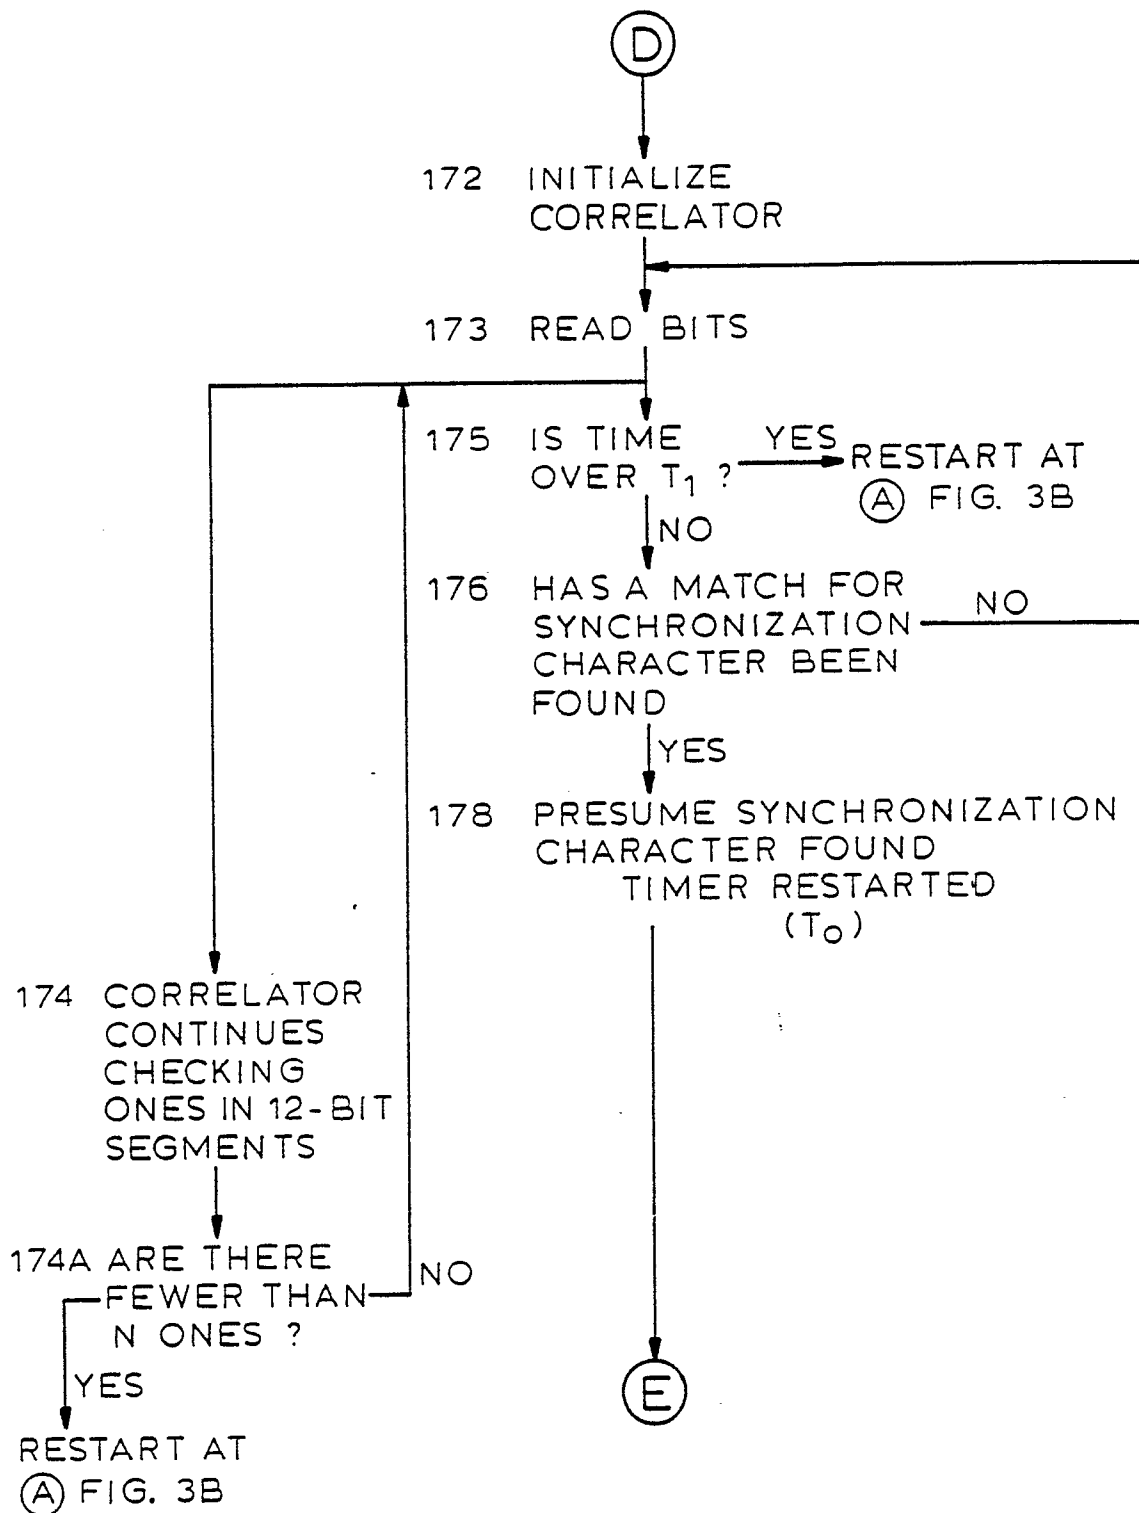 D
172 INITIALIZE
CORRELATOR
173 READ BITS
175 IS TIME
OVER T1 ?
YES
RESTART AT
A FIG. 3B
NO
176 HAS A MATCH FOR
SYNCHRONIZATION
CHARACTER BEEN
FOUND
NO
YES
178 PRESUME SYNCHRONIZATION
CHARACTER FOUND
TIMER RESTARTED
(TO)
174 CORRELATOR
CONTINUES
CHECKING
ONES IN 12-BIT
SEGMENTS
174A ARE THERE
FEWER THAN
N ONES ?
NO
YES
RESTART AT
A FIG. 3B
E